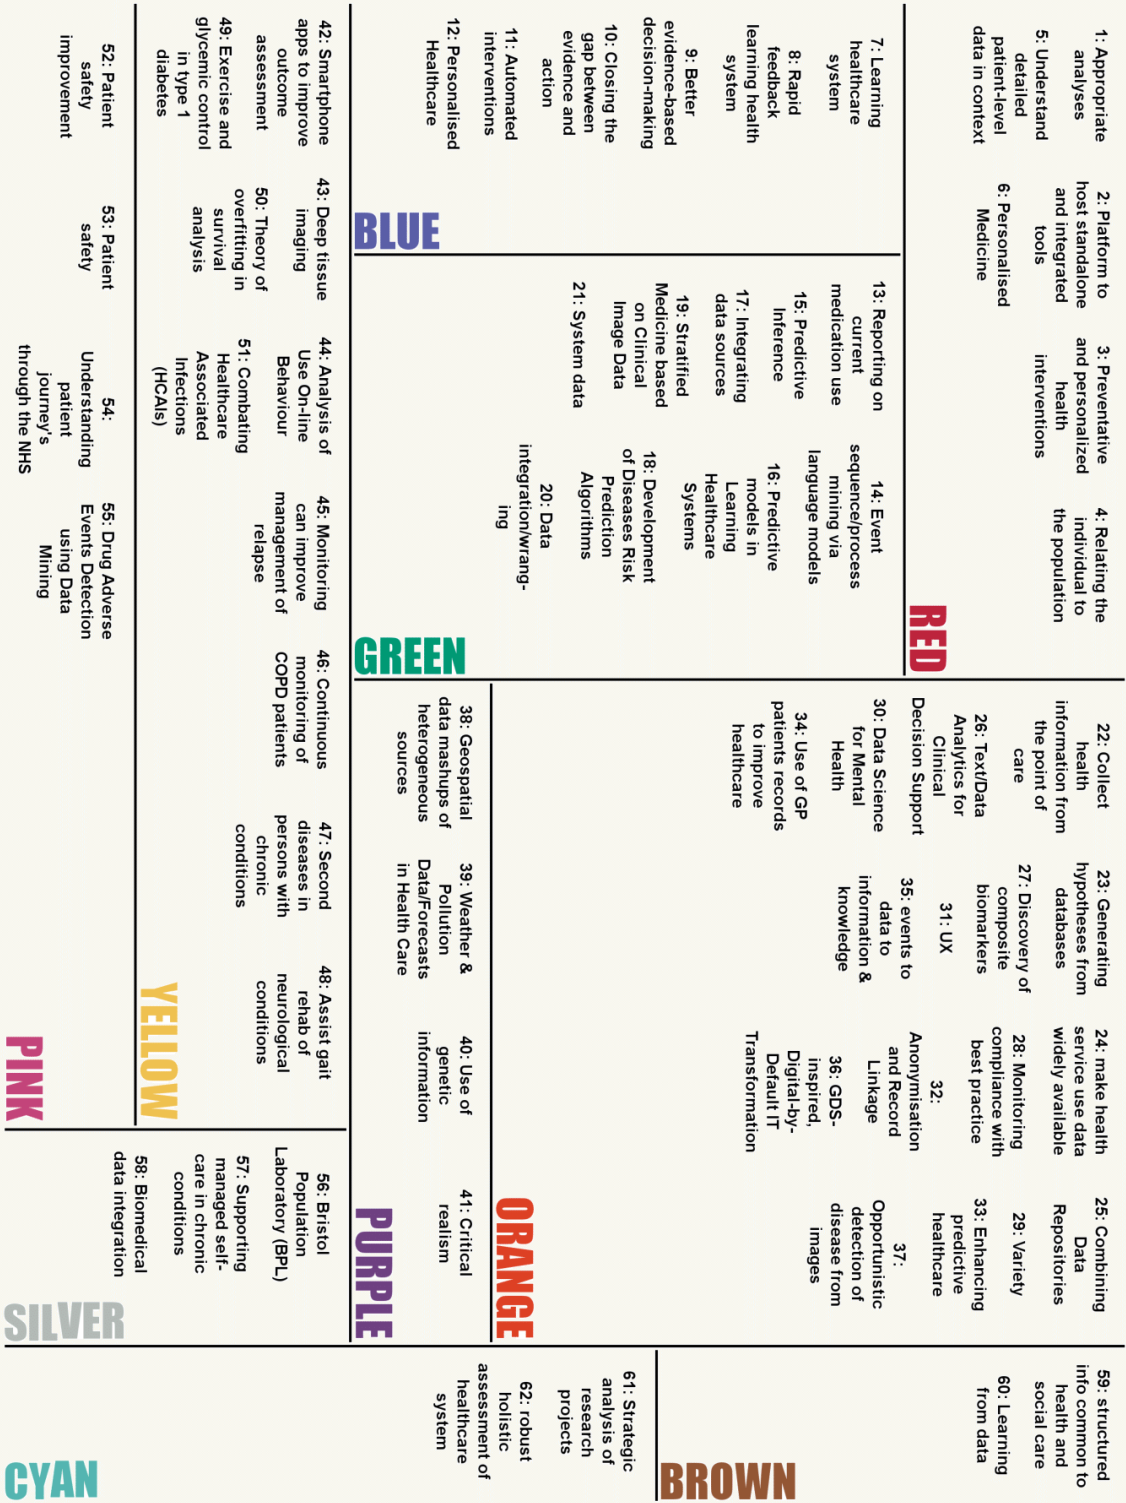 1: Appropriate
analyses
2: Platform to
host standalone
and integrated
tools
3: Preventative
and personalized
health
interventions
4: Relating the
individual to
the population
5: Understand
detailed
patient-level
data in context
6: Personalised
Medicine
RED
7: Learning
healthcare
system
8: Rapid
feedback
learning health
system
9: Better
evidence-based
decision-making
10: Closing the
gap between
evidence and
action
11: Automated
interventions
12: Personalised
Healthcare
BLUE
13: Reporting on
current
medication use
14: Event
sequence/process
mining via
language models
15: Predictive
Inference
16: Predictive
models in
Learning
Healthcare
Systems
17: Integrating
data sources
18: Development
of Diseases Risk
Prediction
Algorithms
19: Stratified
Medicine based
on Clinical
Image Data
20: Data
integration/wrang-
ing
21: System data
GREEN
22: Collect
health
information from
the point of
care
23: Generating
hypotheses from
databases
24: make health
service use data
widely available
25: Combining
Data
Repositories
26: Text/Data
Analytics for
Clinical
Decision Support
27: Discovery of
composite
biomarkers
28: Monitoring
compliance with
best practice
29: Variety
30: Data Science
for Mental
Health
31: UX
32:
Anonymisation
and Record
Linkage
33: Enhancing
predictive
healthcare
34: Use of GP
patients records
to improve
healthcare
35: events to
data to
information &
knowledge
36: GDS-
inspired,
Digital-by-
Default IT
Transformation
37:
Opportunistic
detection of
disease from
images
ORANGE
38: Geospatial
data mashups of
heterogeneous
sources
39: Weather &
Pollution
Data/Forecasts
in Health Care
40: Use of
genetic
information
41: Critical
realism
PURPLE
42: Smartphone
apps to improve
outcome
assessment
43: Deep tissue
imaging
44: Analysis of
Use On-line
Behaviour
45: Monitoring
can improve
management of
relapse
46: Continuous
monitoring of
COPD patients
47: Second
diseases in
persons with
chronic
conditions
48: Assist gait
rehab of
neurological
conditions
49: Exercise and
glycemic control
in type 1
diabetes
50: Theory of
overfitting in
survival
analysis
51: Combating
Healthcare
Associated
Infections
(HCAIs)
YELLOW
52: Patient
safety
improvement
53: Patient
safety
54:
Understanding
patient
journey's
through the NHS
55: Drug Adverse
Events Detection
using Data
Mining
PINK
56: Bristol
Population
Laboratory (BPL)
57: Supporting
managed self-
care in chronic
conditions
58: Biomedical
data integration
SILVER
59: structured
info common to
health and
social care
60: Learning
from data
BROWN
61: Strategic
analysis of
research
projects
62: robust
holistic
assessment of
healthcare
system
CYAN